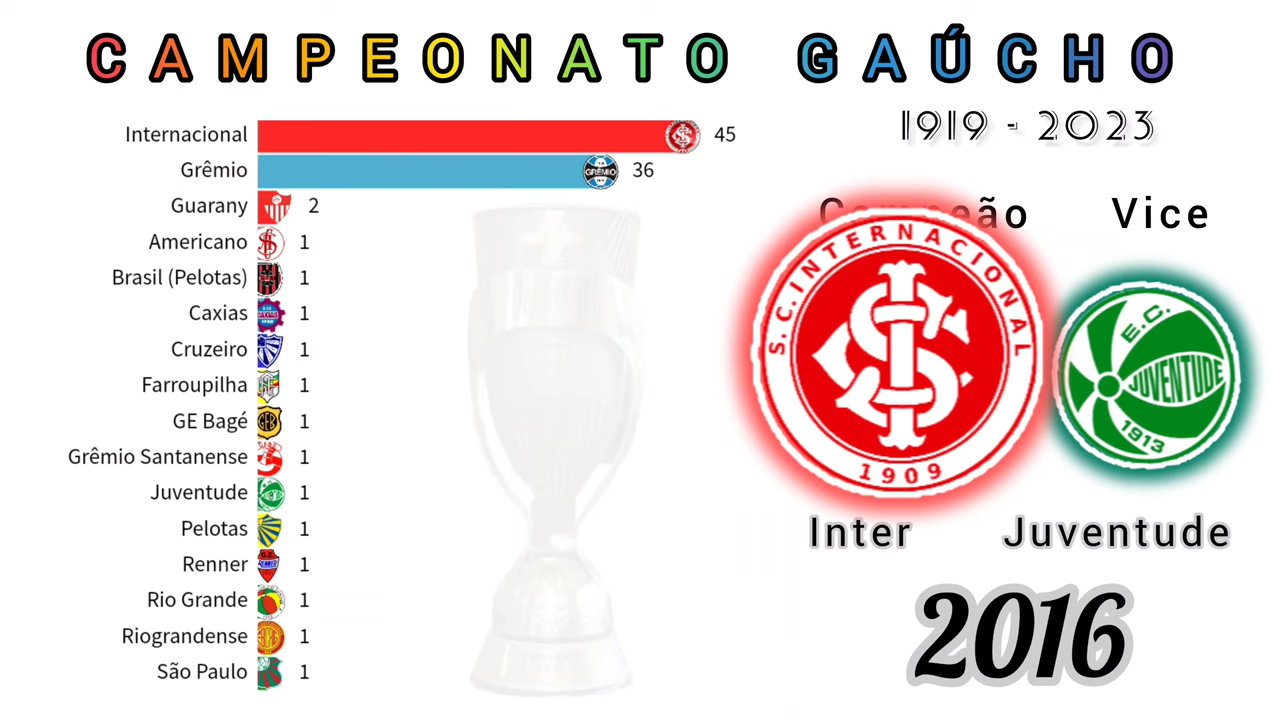 CAMPEONATO GAÚCHO
1919 - 2023
Internacional 45
Grêmio 36
Guarany 2
Americano 1
Brasil (Pelotas) 1
Caxias 1
Cruzeiro 1
Farroupilha 1
GE Bagé 1
Grêmio Santanense 1
Juventude 1
Pelotas 1
Renner 1
Rio Grande 1
Riograndense 1
São Paulo 1
GRÊMIO
Campeão Vice
S.C. INTERNACIONAL
1909
E.C.
JUVENTUDE
1913
Inter Juventude
2016